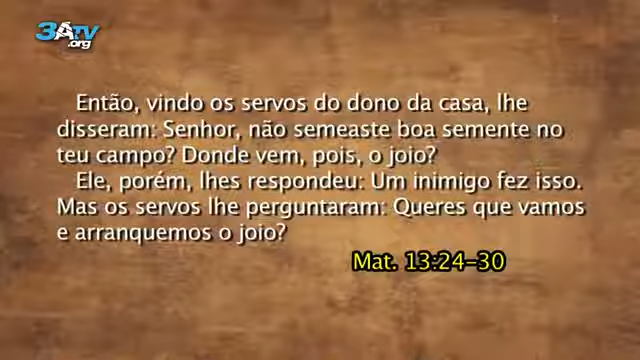 3ATV
.org
Então, vindo os servos do dono da casa, lhe
disseram: Senhor, não semeaste boa semente no
teu campo? Donde vem, pois, o joio?
Ele, porém, lhes respondeu: Um inimigo fez isso.
Mas os servos lhe perguntaram: Queres que vamos
e arranquemos o joio?
Mat. 13:24-30